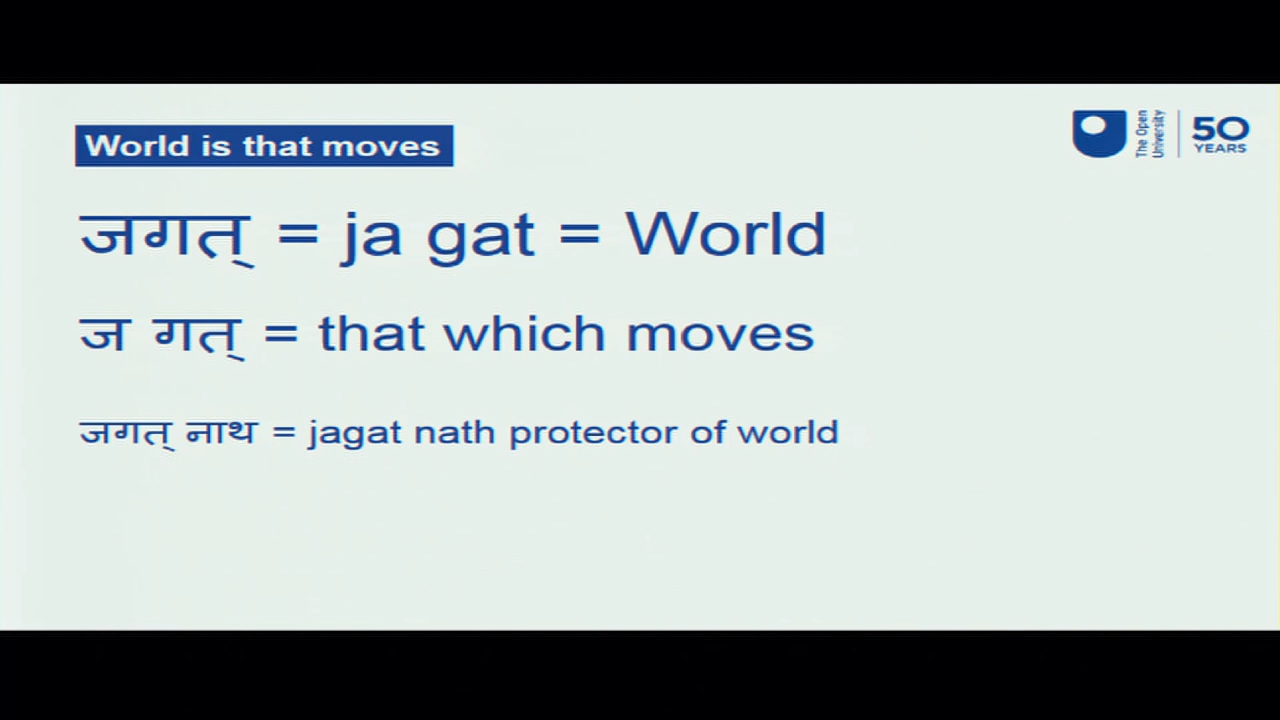 World is that moves
The Open
University
50
YEARS
जगत् = ja gat = World
ज गत् = that which moves
जगत् नाथ = jagat nath protector of world